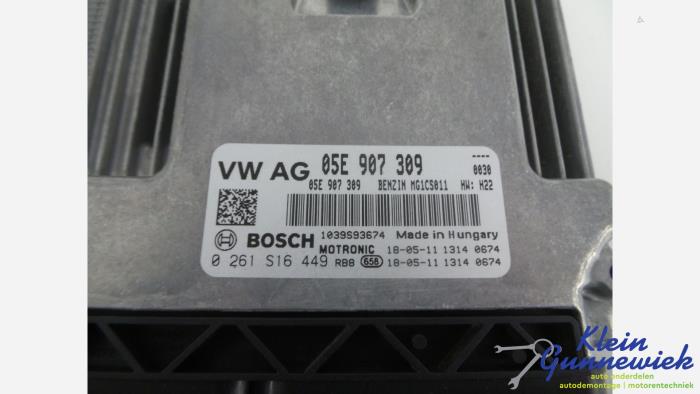 VW AG 05E 907 309 ----
0030
05E 907 309 BENZIN MG1CS011 HW: H22
BOSCH 1039S93674 Made in Hungary
MOTRONIC 18-05-11 1314 0674
0 261 S16 449 RBB 658 18-05-11 1314 0674
Klein
Gunnewiek
auto onderdelen
autodemontage | motorentechniek